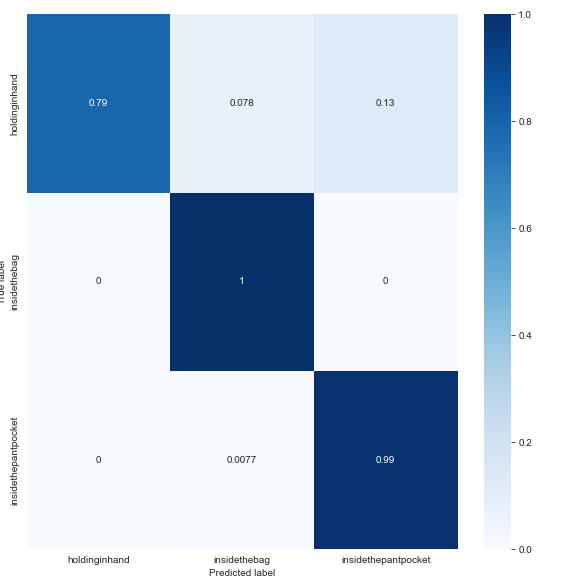 1.0
holdinginhand
0.79
0.078
0.13
0.8
0.6
True label
insidethebag
0
1
0
0.4
insidethepantpocket
0
0.0077
0.99
0.2
0.0
holdinginhand
insidethebag
insidethepantpocket
Predicted label